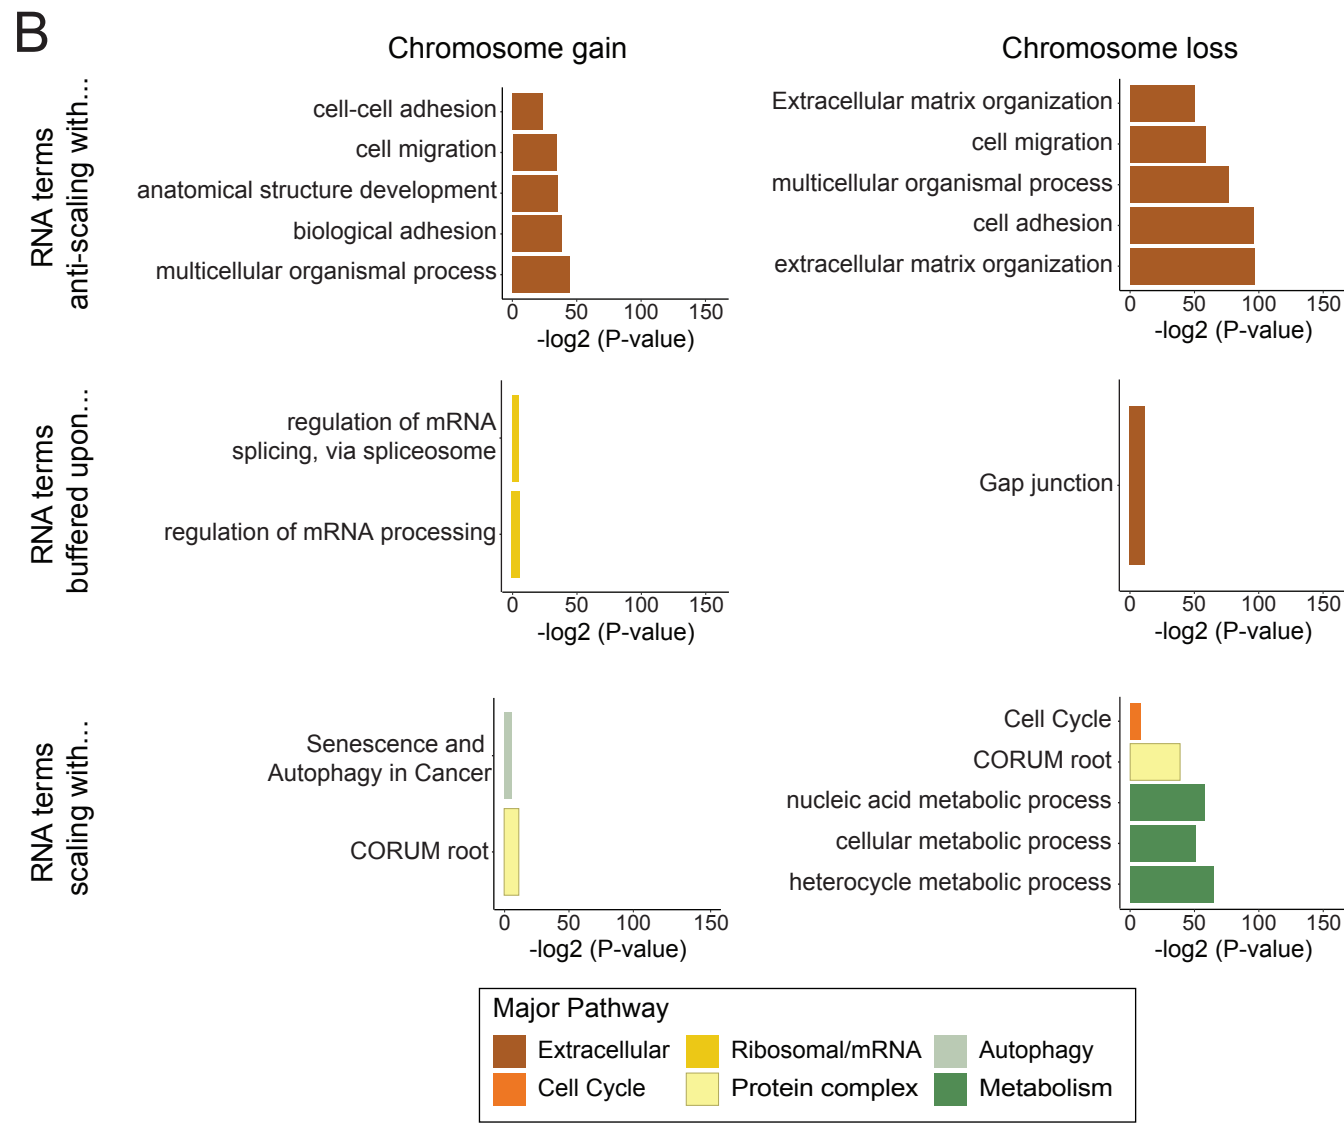 B
Chromosome gain
Chromosome loss
RNA terms
anti-scaling with...
cell-cell adhesion
cell migration
anatomical structure development
biological adhesion
multicellular organismal process
0 50 100 150
-log2 (P-value)
Extracellular matrix organization
cell migration
multicellular organismal process
cell adhesion
extracellular matrix organization
0 50 100 150
-log2 (P-value)
RNA terms
buffered upon...
regulation of mRNA
splicing, via spliceosome
regulation of mRNA processing
0 50 100 150
-log2 (P-value)
Gap junction
0 50 100 150
-log2 (P-value)
RNA terms
scaling with...
Senescence and
Autophagy in Cancer
CORUM root
0 50 100 150
-log2 (P-value)
Cell Cycle
CORUM root
nucleic acid metabolic process
cellular metabolic process
heterocycle metabolic process
0 50 100 150
-log2 (P-value)
Major Pathway
Extracellular Ribosomal/mRNA Autophagy
Cell Cycle Protein complex Metabolism